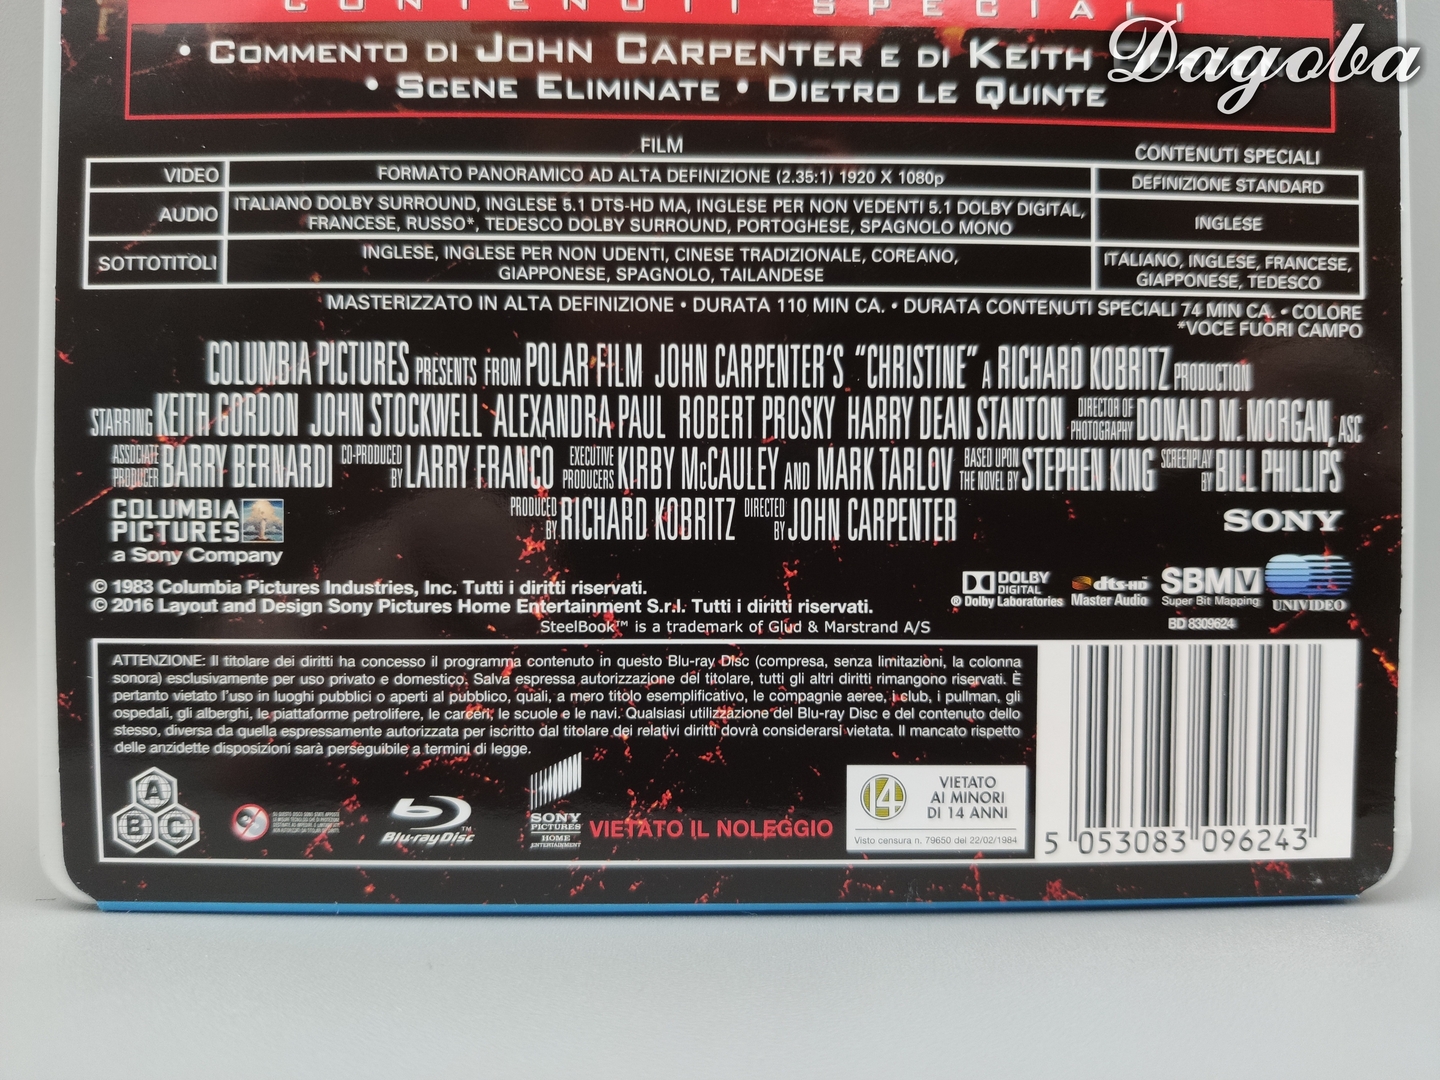 CONTENUTI SPECIALI
Dagoba
• COMMENTO DI JOHN CARPENTER E DI KEITH
• SCENE ELIMINATE • DIETRO LE QUINTE
FILM
CONTENUTI SPECIALI
VIDEO
FORMATO PANORAMICO AD ALTA DEFINIZIONE (2.35:1) 1920 X 1080p
DEFINIZIONE STANDARD
AUDIO
ITALIANO DOLBY SURROUND, INGLESE 5.1 DTS-HD MA, INGLESE PER NON VEDENTI 5.1 DOLBY DIGITAL,
FRANCESE, RUSSO*, TEDESCO DOLBY SURROUND, PORTOGHESE, SPAGNOLO MONO
INGLESE
SOTTOTITOLI
INGLESE, INGLESE PER NON UDENTI, CINESE TRADIZIONALE, COREANO,
GIAPPONESE, SPAGNOLO, TAILANDESE
ITALIANO, INGLESE, FRANCESE,
GIAPPONESE, TEDESCO
MASTERIZZATO IN ALTA DEFINIZIONE • DURATA 110 MIN CA. • DURATA CONTENUTI SPECIALI 74 MIN CA. • COLORE
*VOCE FUORI CAMPO
COLUMBIA PICTURES PRESENTS FROM POLAR FILM JOHN CARPENTER'S "CHRISTINE" A RICHARD KOBRITZ PRODUCTION
STARRING KEITH GORDON JOHN STOCKWELL ALEXANDRA PAUL ROBERT PROSKY HARRY DEAN STANTON DIRECTOR OF PHOTOGRAPHY DONALD M. MORGAN, ASC
ASSOCIATE PRODUCER BARRY BERNARDI CO-PRODUCED BY LARRY FRANCO EXECUTIVE PRODUCERS KIRBY McCAULEY AND MARK TARLOV BASED UPON THE NOVEL BY STEPHEN KING SCREENPLAY BY BILL PHILLIPS
PRODUCED BY RICHARD KOBRITZ DIRECTED BY JOHN CARPENTER
COLUMBIA
PICTURES
a Sony Company
SONY
© 1983 Columbia Pictures Industries, Inc. Tutti i diritti riservati.
© 2016 Layout and Design Sony Pictures Home Entertainment S.r.l. Tutti i diritti riservati.
SteelBook™ is a trademark of Glud & Marstrand A/S
DOLBY
DIGITAL
® Dolby Laboratories
dts-HD
Master Audio
SBMV
Super Bit Mapping
UNIVIDEO
BD 8309624
ATTENZIONE: Il titolare dei diritti ha concesso il programma contenuto in questo Blu-ray Disc (compresa, senza limitazioni, la colonna
sonora) esclusivamente per uso privato e domestico. Salva espressa autorizzazione del titolare, tutti gli altri diritti rimangono riservati. È
pertanto vietato l'uso in luoghi pubblici o aperti al pubblico, quali, a mero titolo esemplificativo, le compagnie aeree, i club, i pullman, gli
ospedali, gli alberghi, le piattaforme petrolifere, le carceri, le scuole e le navi. Qualsiasi utilizzazione del Blu-ray Disc e del contenuto dello
stesso, diversa da quella espressamente autorizzata per iscritto dal titolare dei relativi diritti dovrà considerarsi vietata. Il mancato rispetto
delle anzidette disposizioni sarà perseguibile a termini di legge.
A
B C
Blu-ray Disc™
SONY
PICTURES
HOME
ENTERTAINMENT
VIETATO IL NOLEGGIO
14
VIETATO
AI MINORI
DI 14 ANNI
Visto censura n. 79650 del 22/02/1984
5 053083 096243